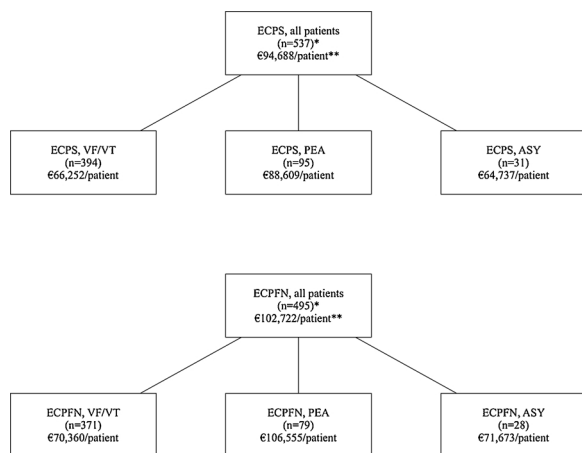 ECPS, all patients
(n=537)*
€94,688/patient**
ECPS, VF/VT
(n=394)
€66,252/patient
ECPS, PEA
(n=95)
€88,609/patient
ECPS, ASY
(n=31)
€64,737/patient
ECPFN, all patients
(n=495)*
€102,722/patient**
ECPFN, VF/VT
(n=371)
€70,360/patient
ECPFN, PEA
(n=79)
€106,555/patient
ECPFN, ASY
(n=28)
€71,673/patient